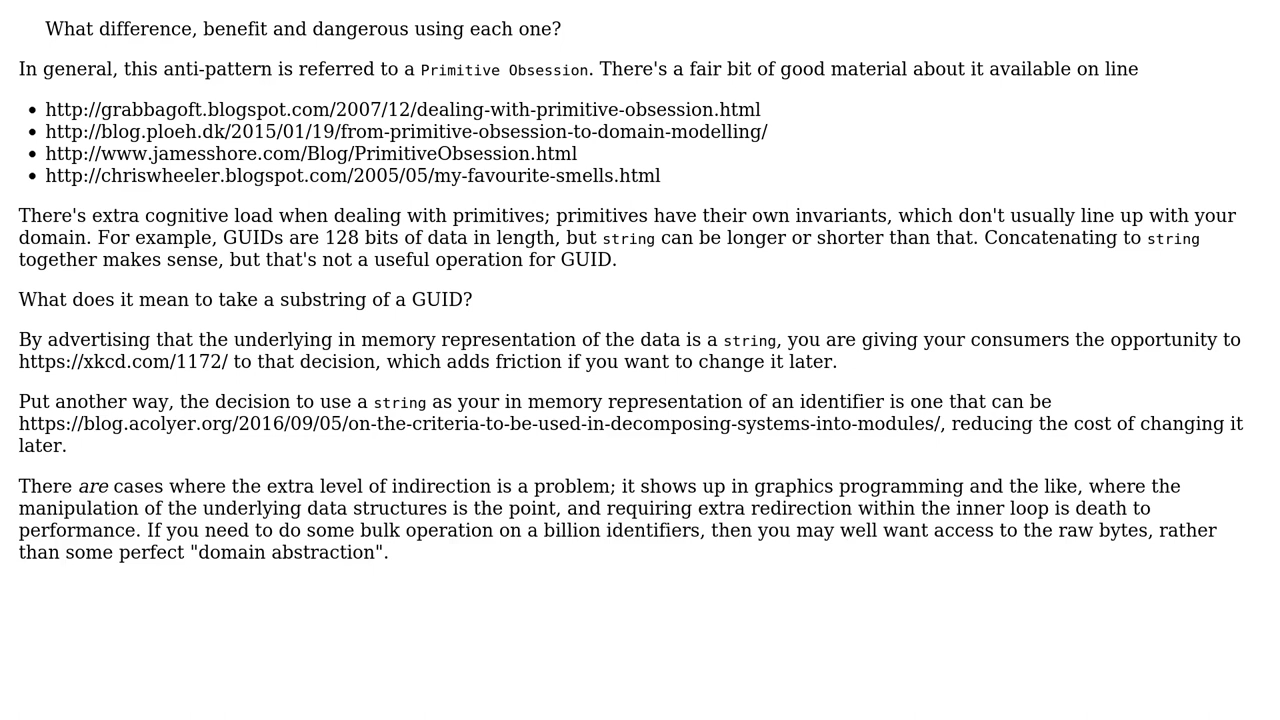 What difference, benefit and dangerous using each one?
In general, this anti-pattern is referred to a Primitive Obsession. There's a fair bit of good material about it available on line
• http://grabbagoft.blogspot.com/2007/12/dealing-with-primitive-obsession.html
• http://blog.ploeh.dk/2015/01/19/from-primitive-obsession-to-domain-modelling/
• http://www.jamesshore.com/Blog/PrimitiveObsession.html
• http://chriswheeler.blogspot.com/2005/05/my-favourite-smells.html
There's extra cognitive load when dealing with primitives; primitives have their own invariants, which don't usually line up with your
domain. For example, GUIDs are 128 bits of data in length, but string can be longer or shorter than that. Concatenating to string
together makes sense, but that's not a useful operation for GUID.
What does it mean to take a substring of a GUID?
By advertising that the underlying in memory representation of the data is a string, you are giving your consumers the opportunity to
https://xkcd.com/1172/ to that decision, which adds friction if you want to change it later.
Put another way, the decision to use a string as your in memory representation of an identifier is one that can be
https://blog.acolyer.org/2016/09/05/on-the-criteria-to-be-used-in-decomposing-systems-into-modules/, reducing the cost of changing it
later.
There are cases where the extra level of indirection is a problem; it shows up in graphics programming and the like, where the
manipulation of the underlying data structures is the point, and requiring extra redirection within the inner loop is death to
performance. If you need to do some bulk operation on a billion identifiers, then you may well want access to the raw bytes, rather
than some perfect "domain abstraction".